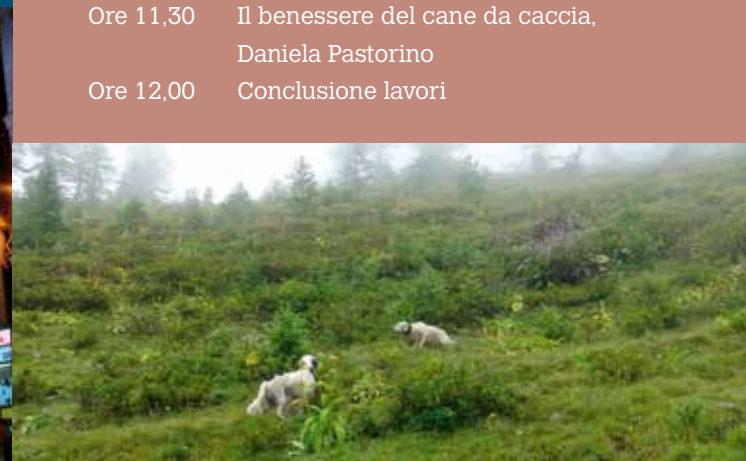 Ore 11,30 Il benessere del cane da caccia,
Daniela Pastorino
Ore 12,00 Conclusione lavori